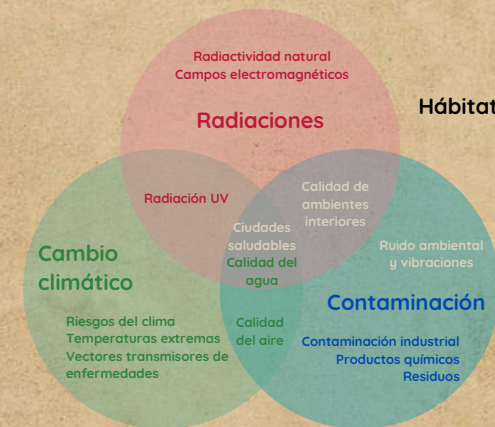 Radiactividad natural
Campos electromagnéticos
Radiaciones
Hábitat
Radiación UV
Calidad de
ambientes
interiores
Ciudades
saludables
Calidad del
agua
Ruido ambiental
y vibraciones
Cambio
climático
Contaminación
Riesgos del clima
Temperaturas extremas
Vectores transmisores de
enfermedades
Calidad
del aire
Contaminación industrial
Productos químicos
Residuos